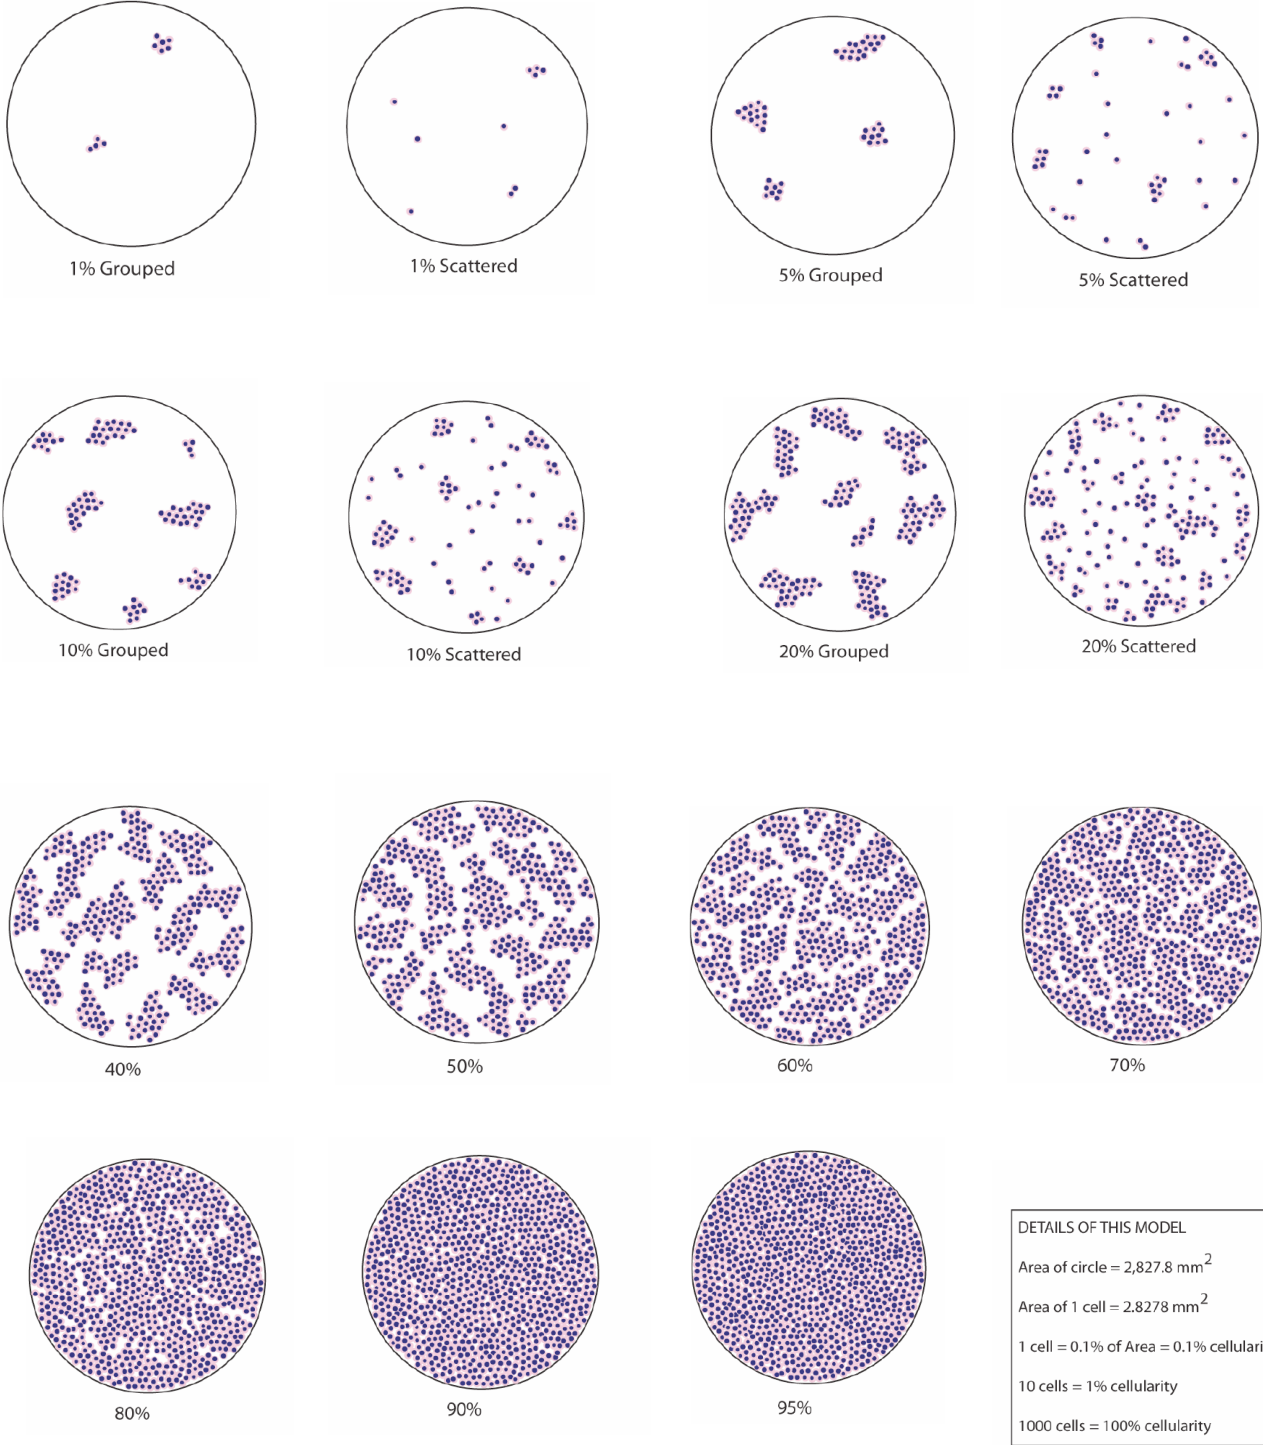 1% Grouped
1% Scattered
5% Grouped
5% Scattered
10% Grouped
10% Scattered
20% Grouped
20% Scattered
40%
50%
60%
70%
80%
90%
95%
DETAILS OF THIS MODEL
Area of circle = 2,827.8 mm²
Area of 1 cell = 2.8278 mm²
1 cell = 0.1% of Area = 0.1% cellulari
10 cells = 1% cellularity
1000 cells = 100% cellularity